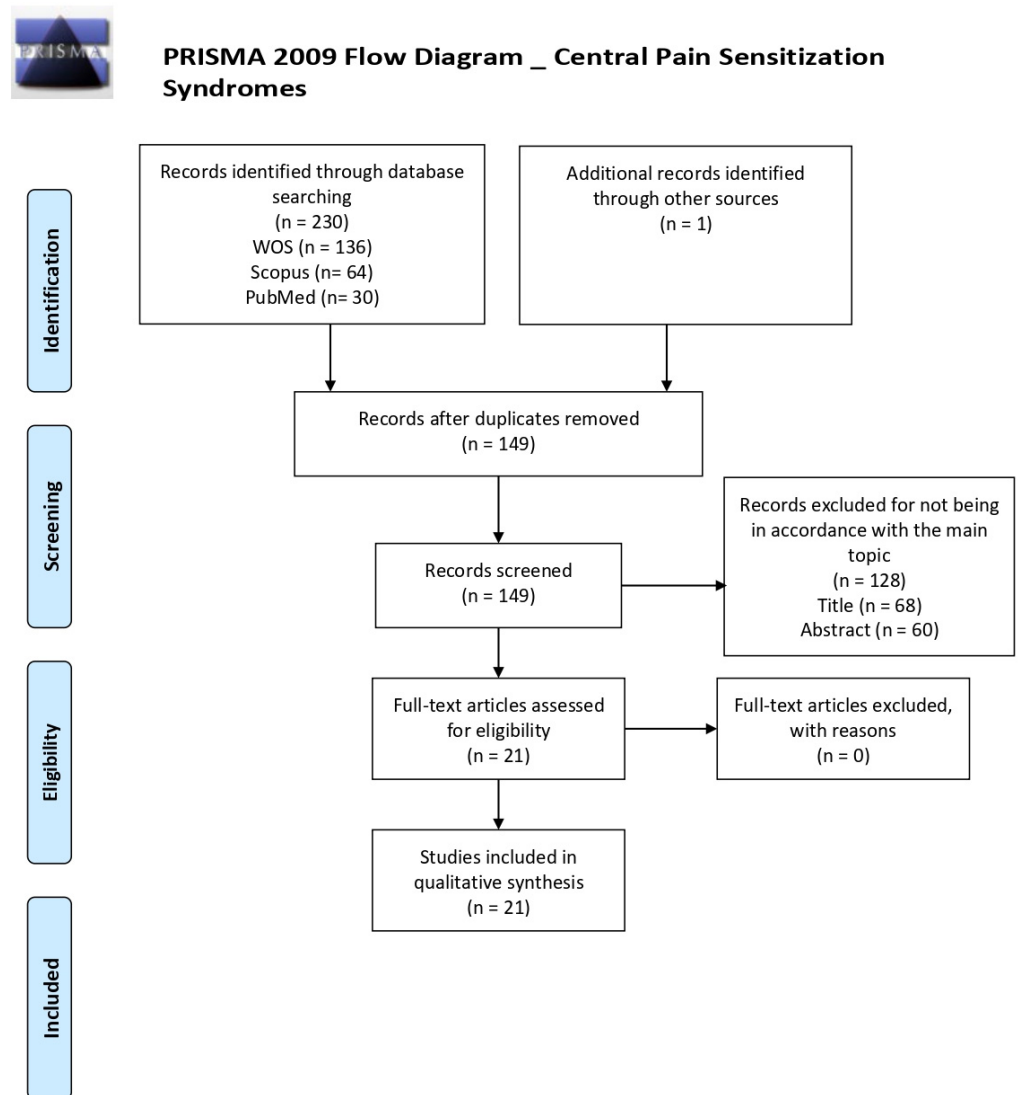 PRISMA
PRISMA 2009 Flow Diagram _ Central Pain Sensitization
Syndromes
Identification
Records identified through database
searching
(n = 230)
WOS (n = 136)
Scopus (n= 64)
PubMed (n= 30)
Additional records identified
through other sources
(n = 1)
Records after duplicates removed
(n = 149)
Screening
Records screened
(n = 149)
Records excluded for not being
in accordance with the main
topic
(n = 128)
Title (n = 68)
Abstract (n = 60)
Eligibility
Full-text articles assessed
for eligibility
(n = 21)
Full-text articles excluded,
with reasons
(n = 0)
Studies included in
qualitative synthesis
(n = 21)
Included